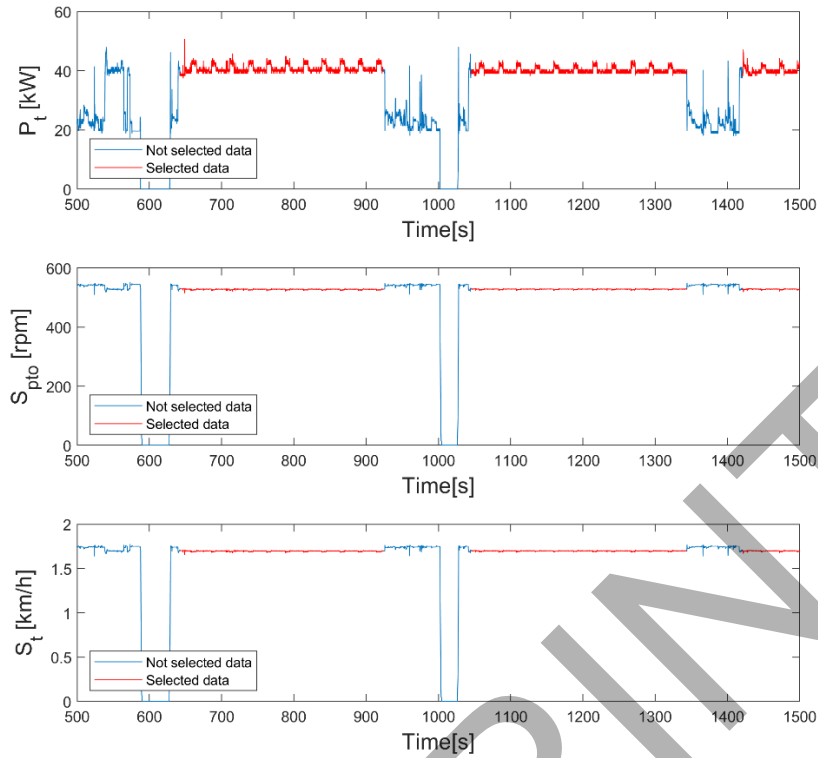 60
40
20
0
P_t [kW]
Not selected data
Selected data
500 600 700 800 900 1000 1100 1200 1300 1400 1500
Time[s]
600
400
200
0
S_pto [rpm]
Not selected data
Selected data
500 600 700 800 900 1000 1100 1200 1300 1400 1500
Time[s]
2
1.5
1
0.5
0
S_t [km/h]
Not selected data
Selected data
500 600 700 800 900 1000 1100 1200 1300 1400 1500
Time[s]
PINT